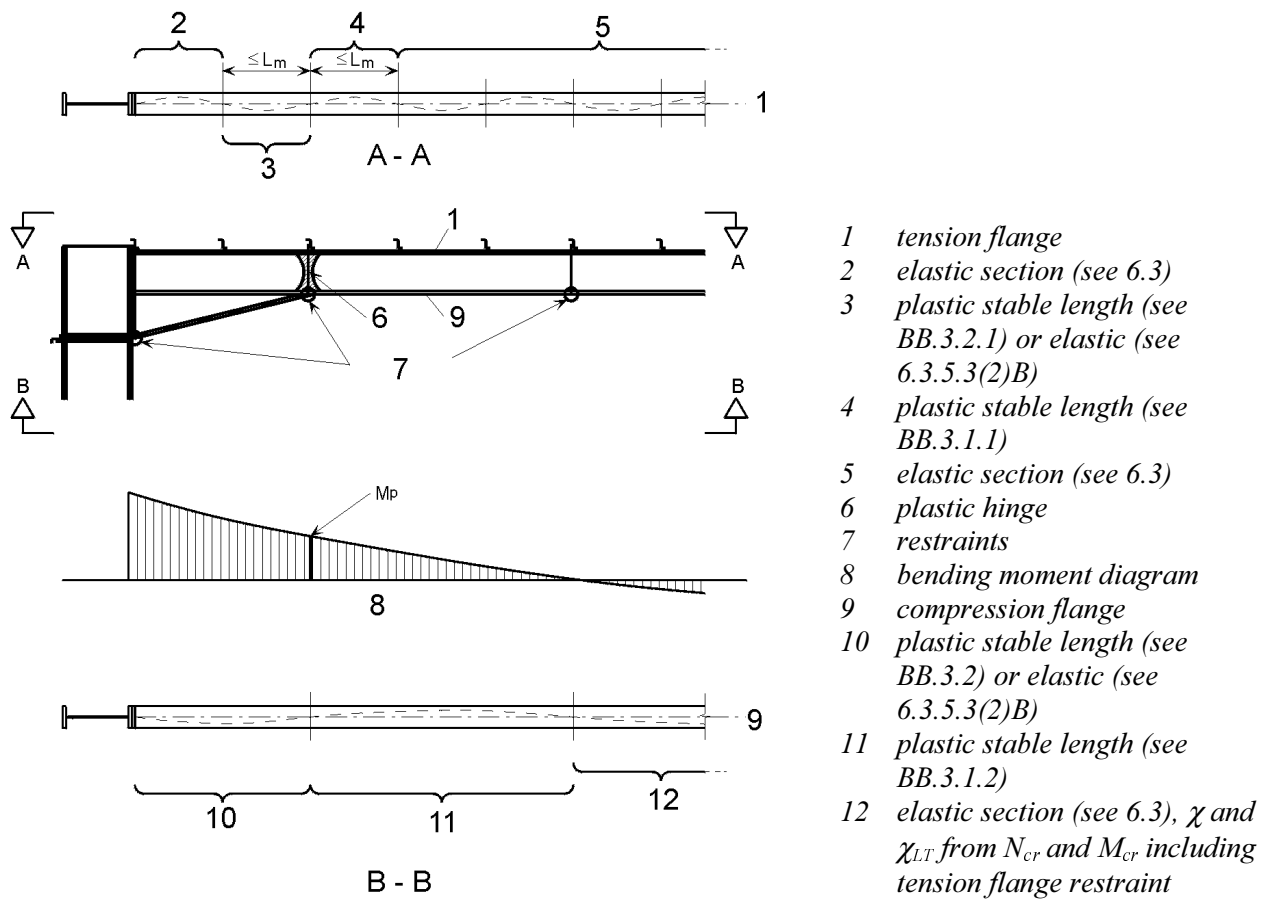 2
4
5
≤Lm
≤Lm
1
3
A - A
A
1
A
6
9
7
B
B
Mp
8
9
10
11
12
B - B
1 tension flange
2 elastic section (see 6.3)
3 plastic stable length (see
BB.3.2.1) or elastic (see
6.3.5.3(2)B)
4 plastic stable length (see
BB.3.1.1)
5 elastic section (see 6.3)
6 plastic hinge
7 restraints
8 bending moment diagram
9 compression flange
10 plastic stable length (see
BB.3.2) or elastic (see
6.3.5.3(2)B)
11 plastic stable length (see
BB.3.1.2)
12 elastic section (see 6.3), χ and
χLT from Ncr and Mcr including
tension flange restraint